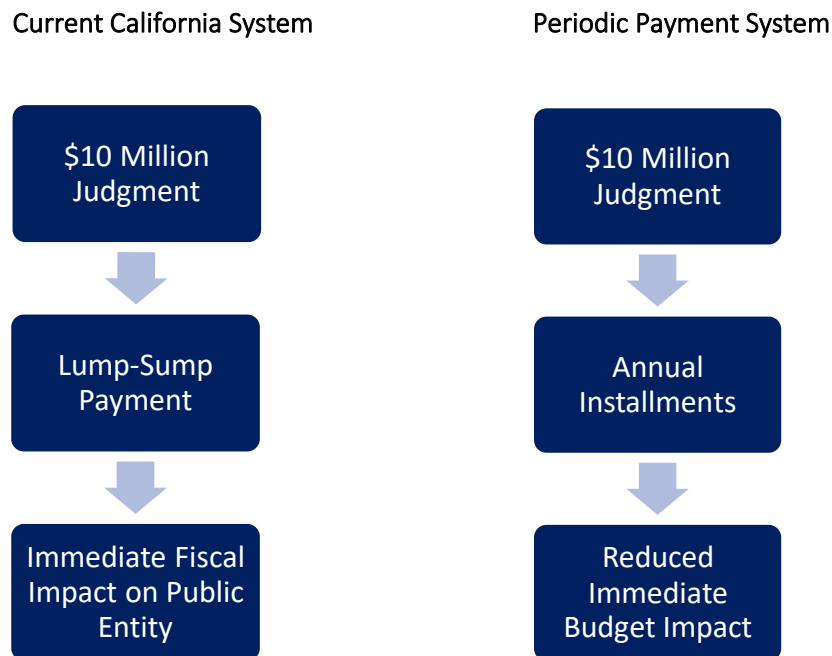 Current California System
Periodic Payment System
$10 Million
Judgment
$10 Million
Judgment
Lump-Sump
Payment
Annual
Installments
Immediate Fiscal
Impact on Public
Entity
Reduced
Immediate
Budget Impact